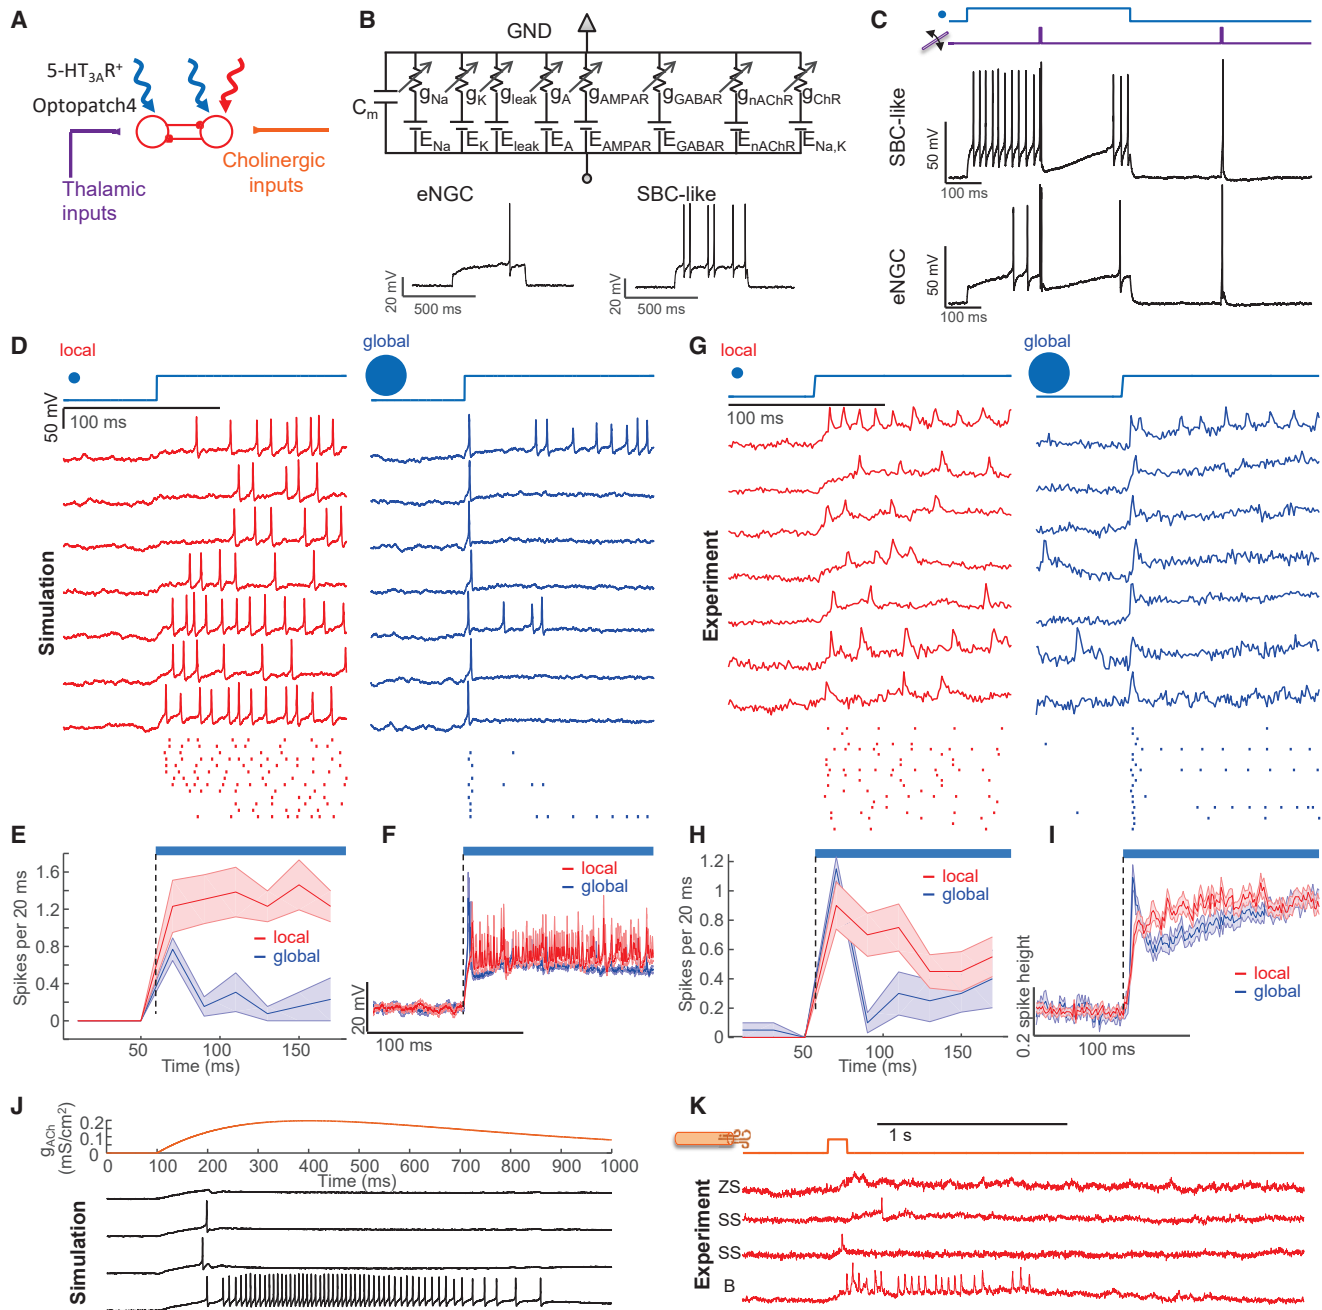 A
5-HT3AR+
Optopatch4
Thalamic
inputs
Cholinergic
inputs
B
GND
Cm
gNa
gK
gleak
gA
gAMPAR
gGABAR
gnAChR
gChR
ENa
EK
Eleak
EA
EAMPAR
EGABAR
EnAChR
ENa,K
eNGC
SBC-like
20 mV
500 ms
20 mV
500 ms
C
SBC-like
50 mV
100 ms
eNGC
50 mV
100 ms
D
local
global
50 mV
100 ms
Simulation
G
local
global
100 ms
Experiment
E
Spikes per 20 ms
1.6
1.2
0.8
0.4
0
local
global
50
100
150
Time (ms)
F
local
global
20 mV
100 ms
H
Spikes per 20 ms
1.2
1
0.8
0.6
0.4
0.2
0
local
global
50
100
150
Time (ms)
I
local
global
0.2 spike height
100 ms
J
gACh
(mS/cm2)
0.2
0.1
0
0
100
200
300
400
500
600
700
800
900
1000
Time (ms)
Simulation
K
1 s
Experiment
ZS
SS
SS
B